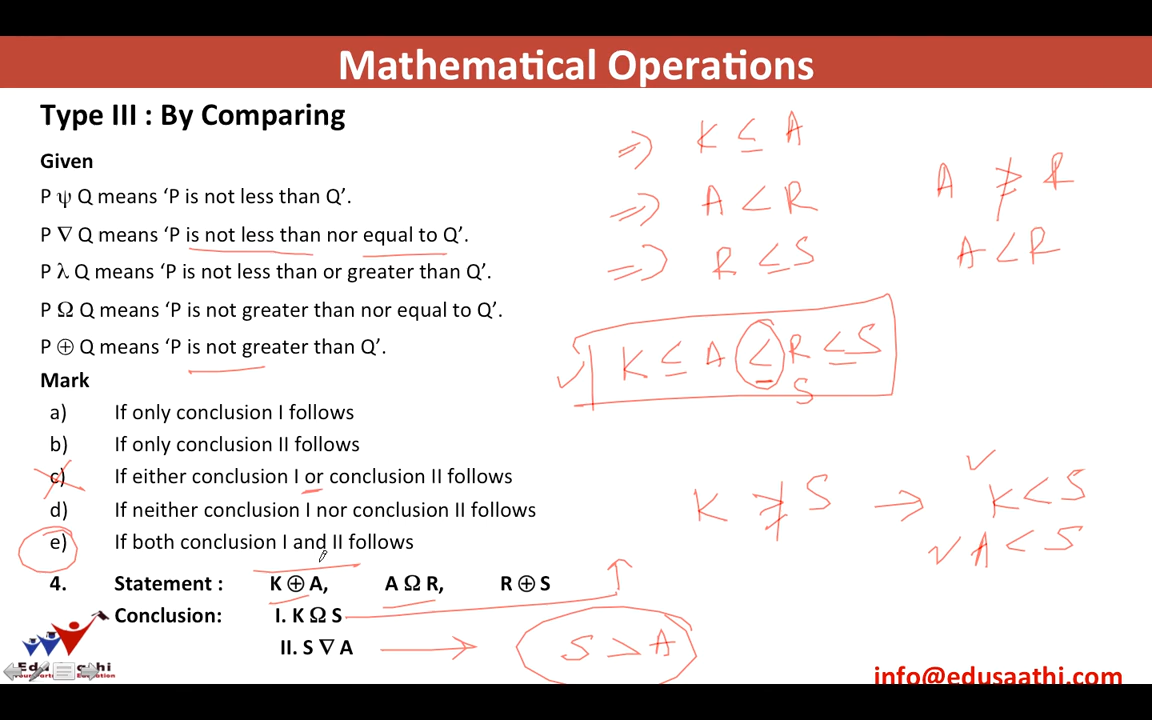 Mathematical Operations
Type III : By Comparing
Given
P ψ Q means ‘P is not less than Q’.
P ∇ Q means ‘P is not less than nor equal to Q’.
P λ Q means ‘P is not less than or greater than Q’.
P Ω Q means ‘P is not greater than nor equal to Q’.
P ⊕ Q means ‘P is not greater than Q’.
Mark
a) If only conclusion I follows
b) If only conclusion II follows
c) If either conclusion I or conclusion II follows
d) If neither conclusion I nor conclusion II follows
e) If both conclusion I and II follows
4. Statement : K ⊕ A, A Ω R, R ⊕ S
Conclusion: I. K Ω S
II. S ∇ A
⇒ K ≤ A
⇒ A < R
⇒ R ≤ S
A ≱ R
A < R
K ≤ A < R ≤ S
S
K ≱ S → K < S
A < S
S > A
info@edusaathi.com